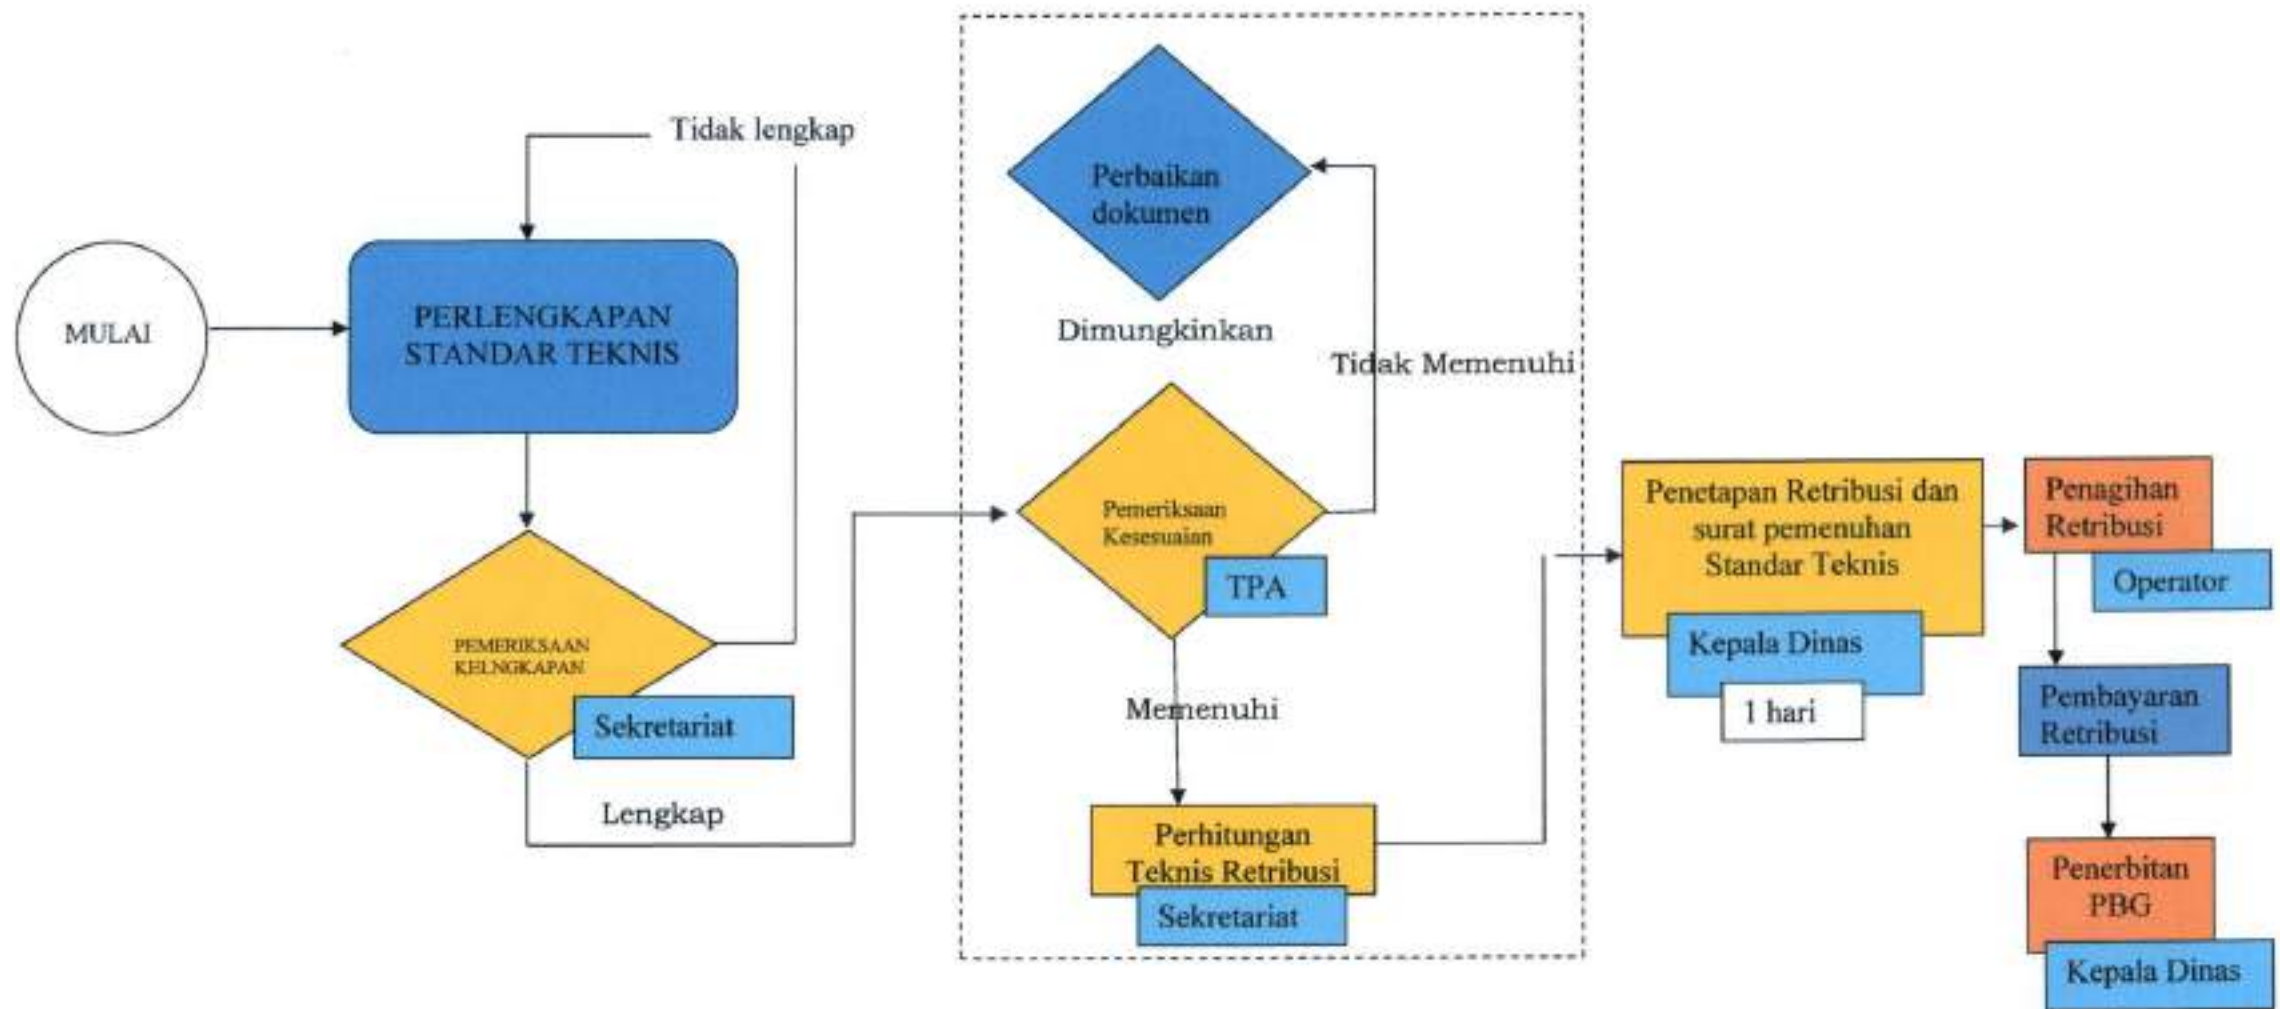 MULAI
Tidak lengkap
PERLENGKAPAN
STANDAR TEKNIS
PEMERIKSAAN
KELNGKAPAN
Sekretariat
Lengkap
Perbaikan
dokumen
Dimungkinkan
Tidak Memenuhi
Pemeriksaan
Kesesuaian
TPA
Memenuhi
Perhitungan
Teknis Retribusi
Sekretariat
Penetapan Retribusi dan
surat pemenuhan
Standar Teknis
Kepala Dinas
1 hari
Penagihan
Retribusi
Operator
Pembayaran
Retribusi
Penerbitan
PBG
Kepala Dinas